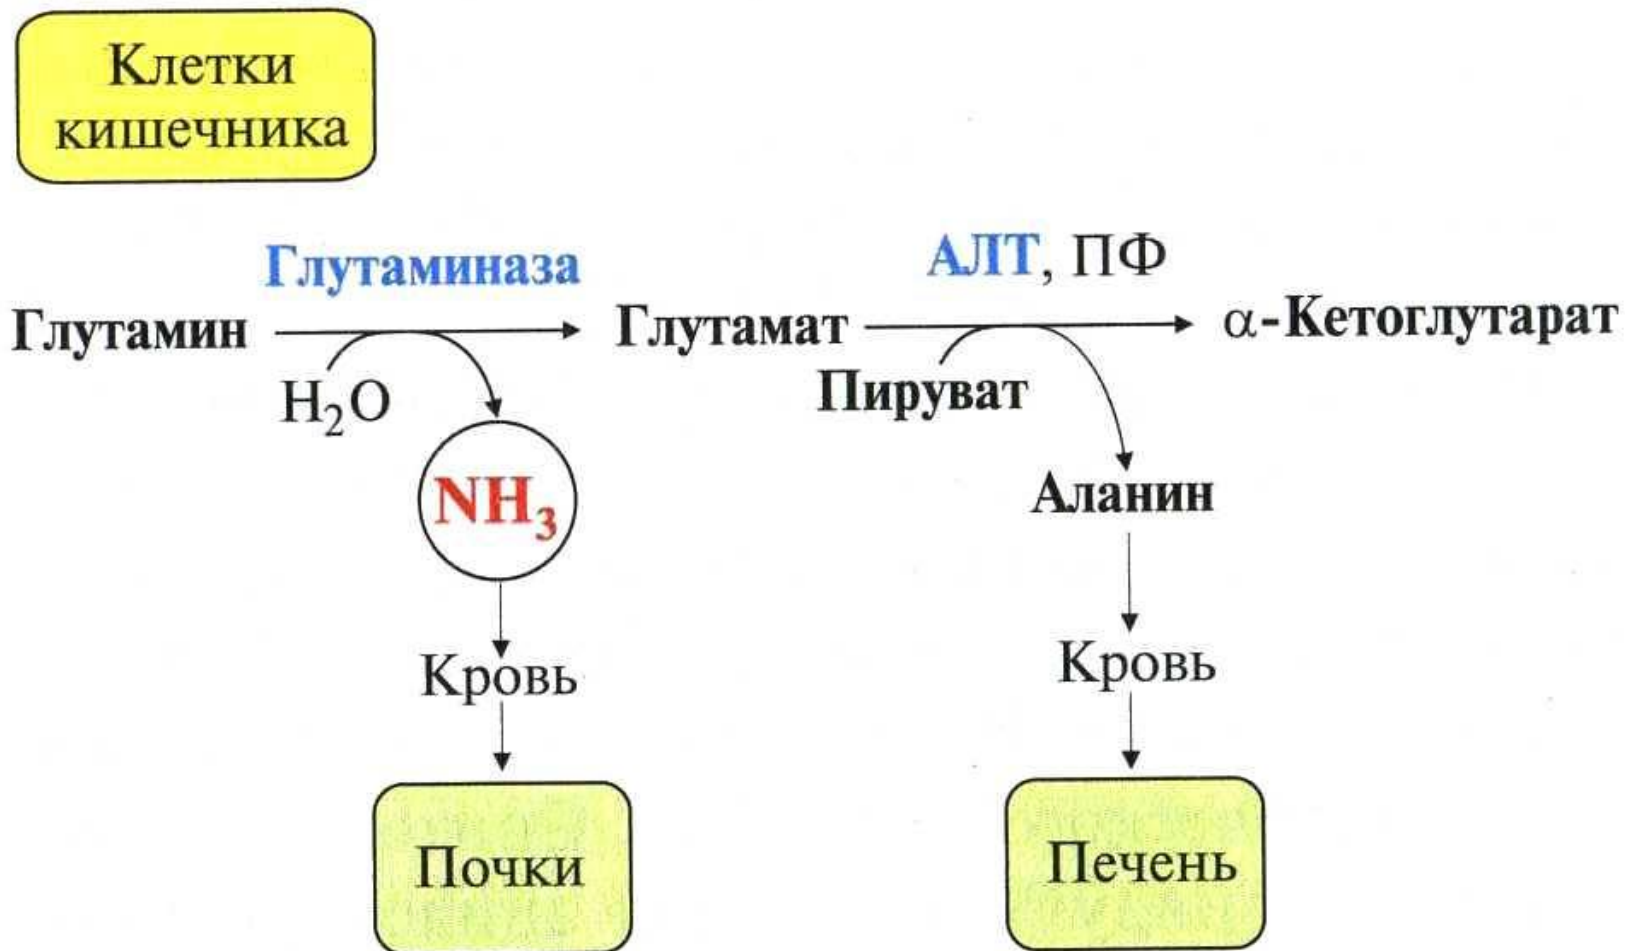 Клетки
кишечника
Глутаминаза
АЛТ, ПФ
Глутамин
Глутамат
α-Кетоглутарат
H₂O
Пируват
NH₃
Аланин
Кровь
Кровь
Почки
Печень